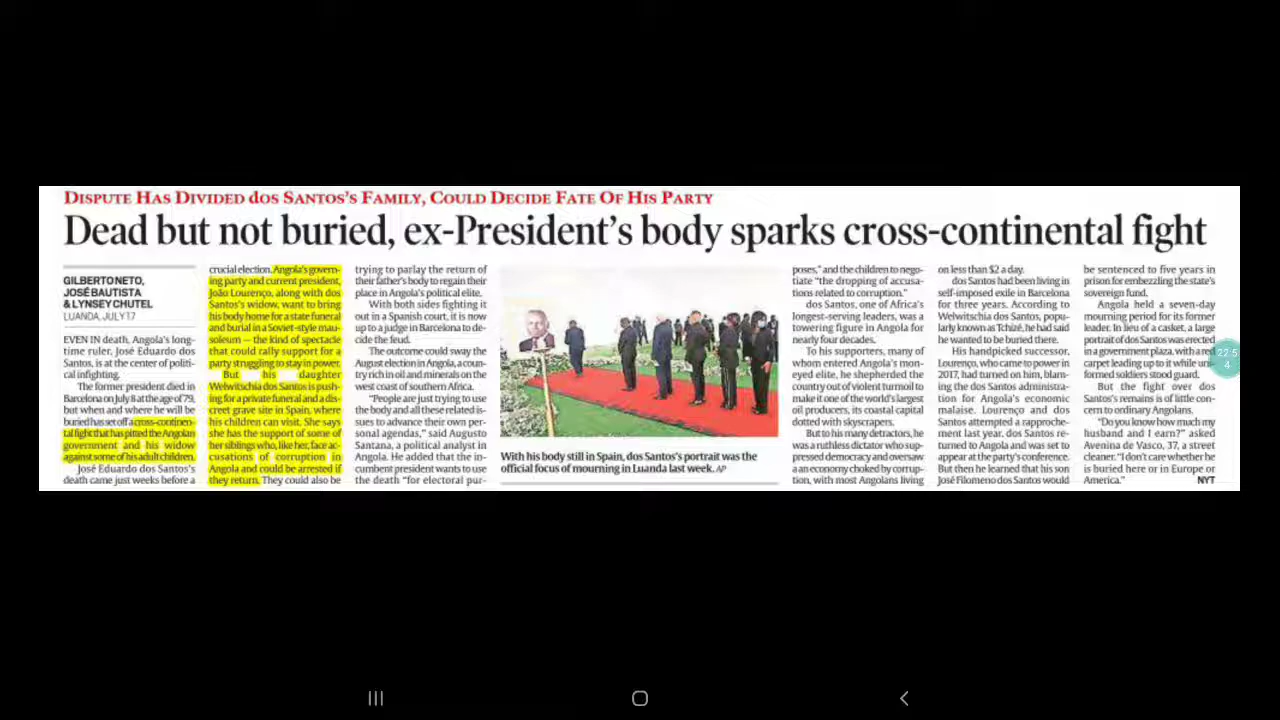 DISPUTE HAS DIVIDED dos SANTOS'S FAMILY, COULD DECIDE FATE OF HIS PARTY
Dead but not buried, ex-President's body sparks cross-continental fight
GILBERTO NETO,
JOSÉ BAUTISTA
& LYNSEY CHUTEL
LUANDA, JULY 17
EVEN IN death, Angola's long-
time ruler, José Eduardo dos
Santos, is at the center of politi-
cal infighting.
The former president died in
Barcelona on July 8 at the age of 79,
but when and where he will be
buried has set off a cross-continen-
tal fight that has pitted the Angolan
government and his widow
against some of his adult children.
José Eduardo dos Santos's
death came just weeks before a
crucial election. Angola's govern-
ing party and current president,
João Lourenço, along with dos
Santos's widow, want to bring
his body home for a state funeral
and burial in a Soviet-style mau-
soleum — the kind of spectacle
that could rally support for a
party struggling to stay in power.
But his daughter
Welwitschia dos Santos is push-
ing for a private funeral and a dis-
creet grave site in Spain, where
his children can visit. She says
she has the support of some of
her siblings who, like her, face ac-
cusations of corruption in
Angola and could be arrested if
they return. They could also be
trying to parlay the return of
their father's body to regain their
place in Angola's political elite.
With both sides fighting it
out in a Spanish court, it is now
up to a judge in Barcelona to de-
cide the feud.
The outcome could sway the
August election in Angola, a coun-
try rich in oil and minerals on the
west coast of southern Africa.
"People are just trying to use
the body and all these related is-
sues to advance their own per-
sonal agendas," said Augusto
Santana, a political analyst in
Angola. He added that the in-
cumbent president wants to use
the death "for electoral pur-
With his body still in Spain, dos Santos's portrait was the
official focus of mourning in Luanda last week. AP
poses," and the children to nego-
tiate "the dropping of accusa-
tions related to corruption."
dos Santos, one of Africa's
longest-serving leaders, was a
towering figure in Angola for
nearly four decades.
To his supporters, many of
whom entered Angola's mon-
eyed elite, he shepherded the
country out of violent turmoil to
make it one of the world's largest
oil producers, its coastal capital
dotted with skyscrapers.
But to his many detractors, he
was a ruthless dictator who sup-
pressed democracy and oversaw
a an economy choked by corrup-
tion, with most Angolans living
on less than $2 a day.
dos Santos had been living in
self-imposed exile in Barcelona
for three years. According to
Welwitschia dos Santos, popu-
larly known as Tchizé, he had said
he wanted to be buried there.
His handpicked successor,
Lourenço, who came to power in
2017, had turned on him, blam-
ing the dos Santos administra-
tion for Angola's economic
malaise. Lourenço and dos
Santos attempted a rapproche-
ment last year. dos Santos re-
turned to Angola and was set to
appear at the party's conference.
But then he learned that his son
José Filomeno dos Santos would
be sentenced to five years in
prison for embezzling the state's
sovereign fund.
Angola held a seven-day
mourning period for its former
leader. In lieu of a casket, a large
portrait of dos Santos was erected
in a government plaza, with a red
carpet leading up to it while uni-
formed soldiers stood guard.
But the fight over dos
Santos's remains is of little con-
cern to ordinary Angolans.
"Do you know how much my
husband and I earn?" asked
Avenina de Vasco, 37, a street
cleaner. "I don't care whether he
is buried here or in Europe or
America." NYT
22:5
4